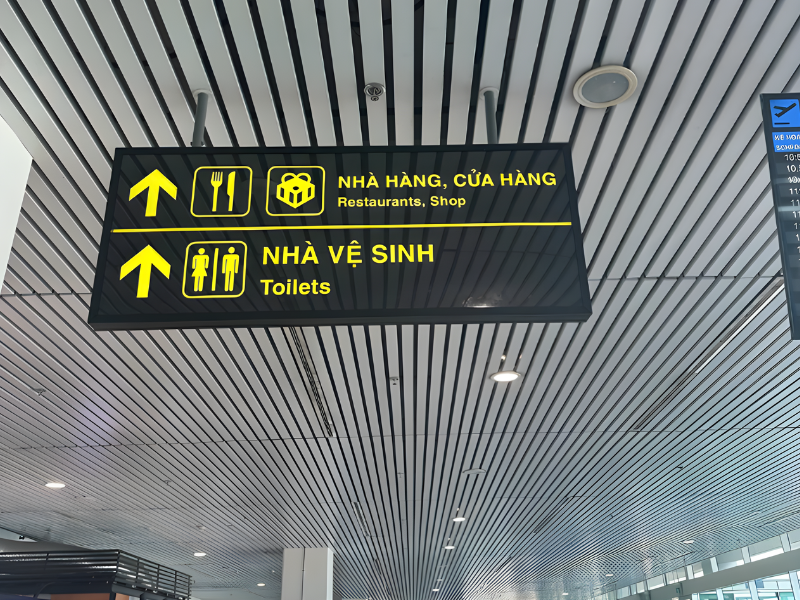 NHÀ HÀNG, CỬA HÀNG
Restaurants, Shop
NHÀ VỆ SINH
Toilets